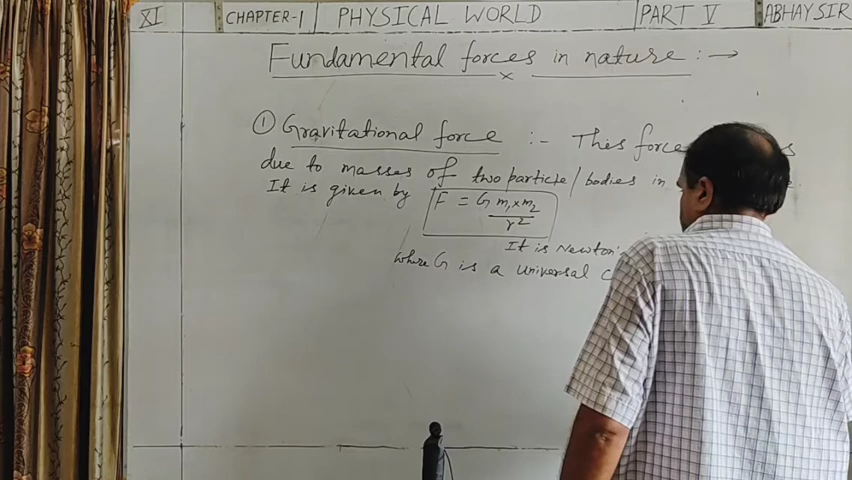 XI CHAPTER-1 PHYSICAL WORLD PART V ABHAY SIR
Fundamental forces in nature :- →
① Gravitational force :- This force
due to masses of two particle/bodies in
It is given by F = G m₁×m₂ / r²
It is Newton's
where G is a universal